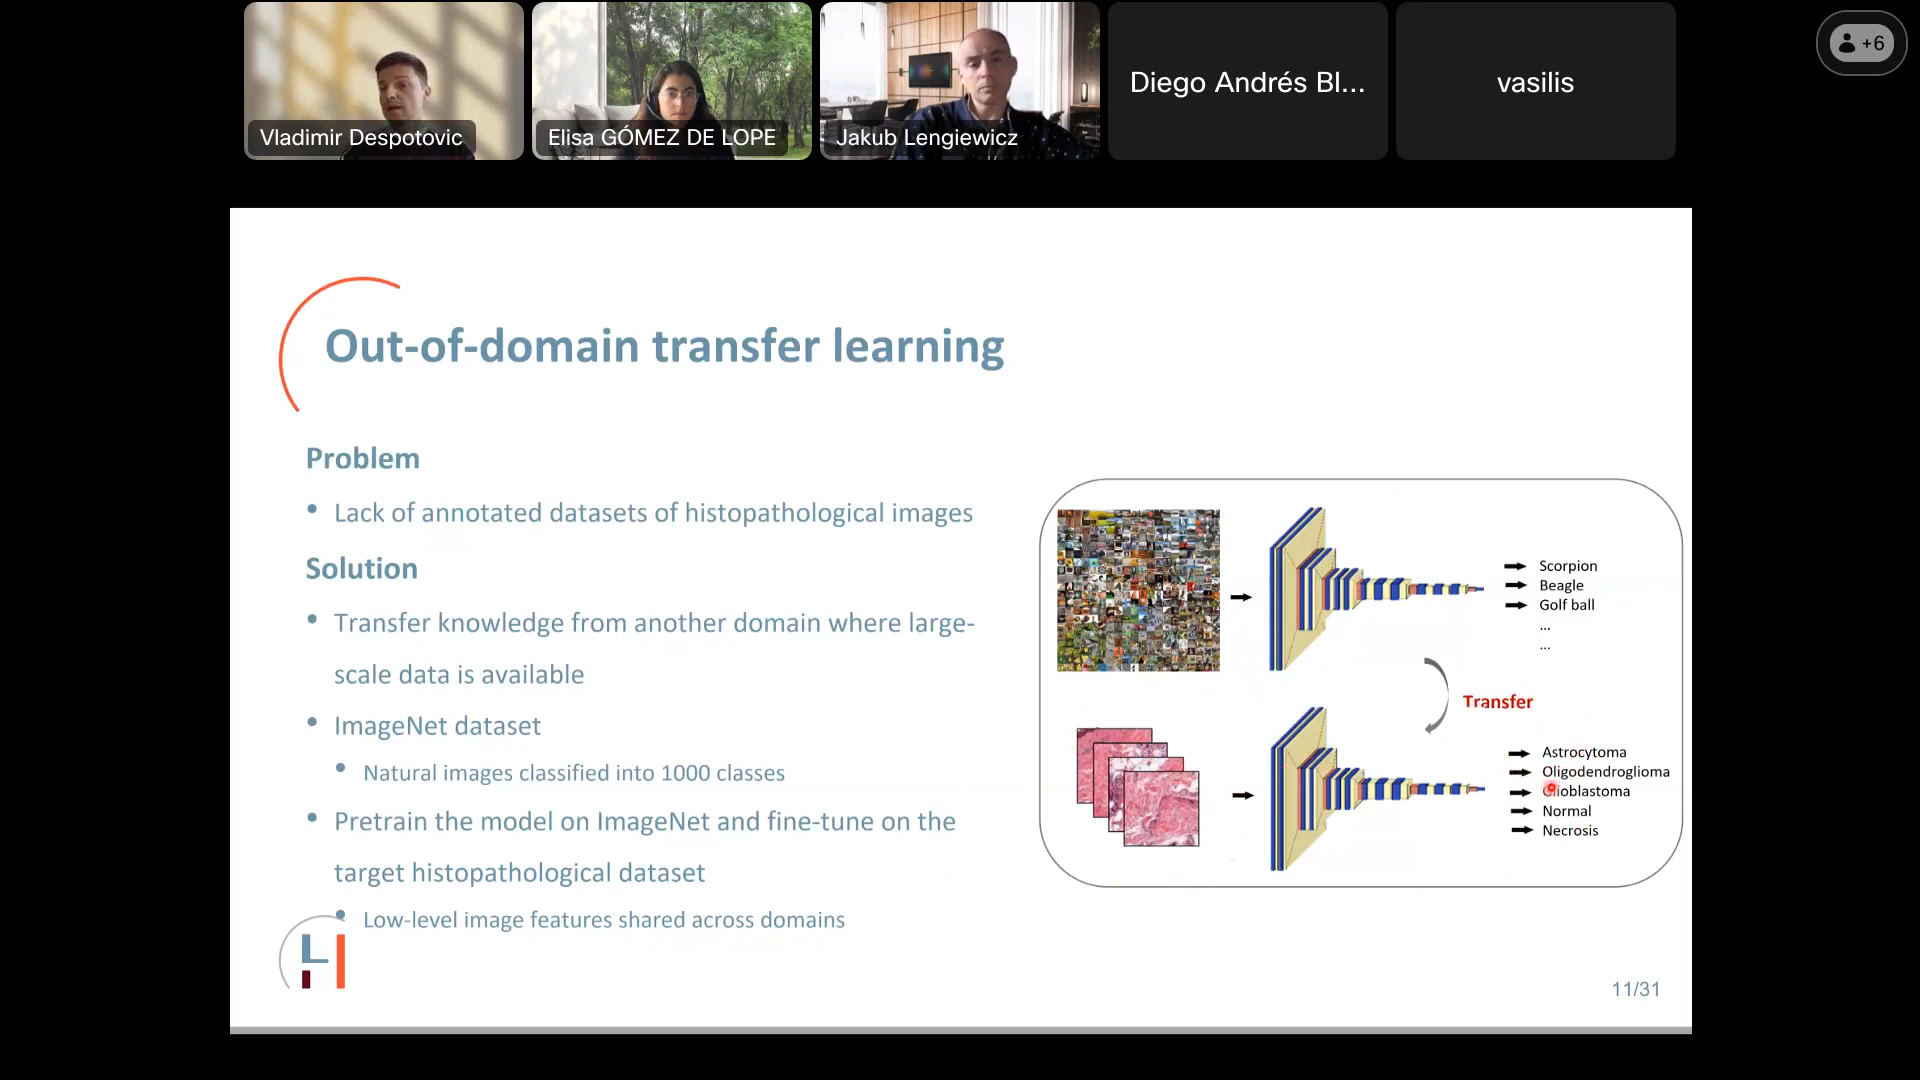 Vladimir Despotovic
Elisa GÓMEZ DE LOPE
Jakub Lengiewicz
Diego Andrés Bl...
vasilis
+6
Out-of-domain transfer learning
Problem
• Lack of annotated datasets of histopathological images
Solution
• Transfer knowledge from another domain where large-
scale data is available
• ImageNet dataset
• Natural images classified into 1000 classes
• Pretrain the model on ImageNet and fine-tune on the
target histopathological dataset
• Low-level image features shared across domains
Scorpion
Beagle
Golf ball
...
...
Transfer
Astrocytoma
Oligodendroglioma
Glioblastoma
Normal
Necrosis
LH
11/31